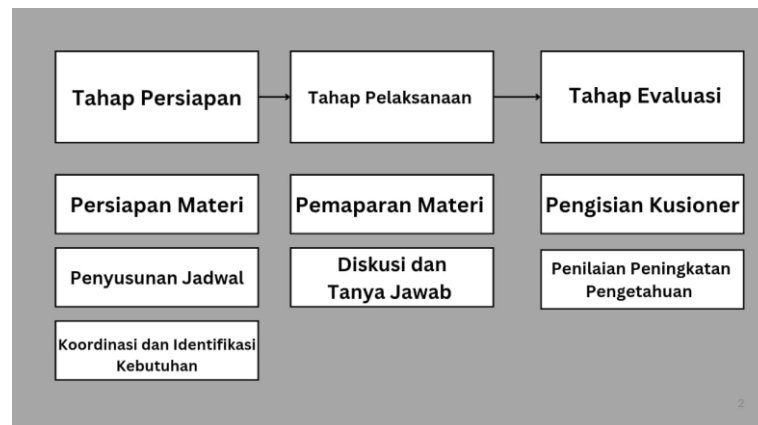 Tahap Persiapan
Tahap Pelaksanaan
Tahap Evaluasi
Persiapan Materi
Pemaparan Materi
Pengisian Kusioner
Penyusunan Jadwal
Diskusi dan
Tanya Jawab
Penilaian Peningkatan
Pengetahuan
Koordinasi dan Identifikasi
Kebutuhan
2